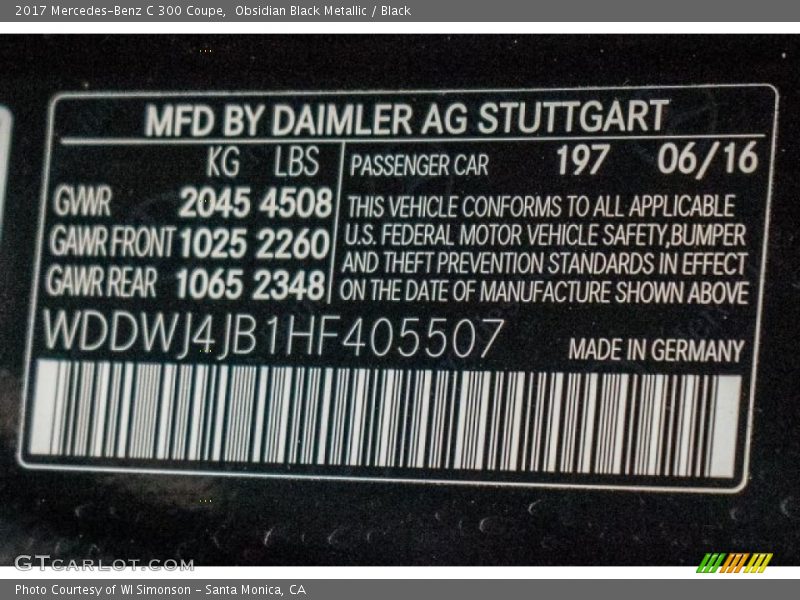 2017 Mercedes-Benz C 300 Coupe,  Obsidian Black Metallic / Black
MFD BY DAIMLER AG STUTTGART
KG LBS
GVWR 2045 4508
GAWR FRONT 1025 2260
GAWR REAR 1065 2348
PASSENGER CAR 197 06/16
THIS VEHICLE CONFORMS TO ALL APPLICABLE
U.S. FEDERAL MOTOR VEHICLE SAFETY,BUMPER
AND THEFT PREVENTION STANDARDS IN EFFECT
ON THE DATE OF MANUFACTURE SHOWN ABOVE
WDDWJ4JB1HF405507
MADE IN GERMANY
GTCARLOT.COM
Photo Courtesy of WI Simonson - Santa Monica, CA